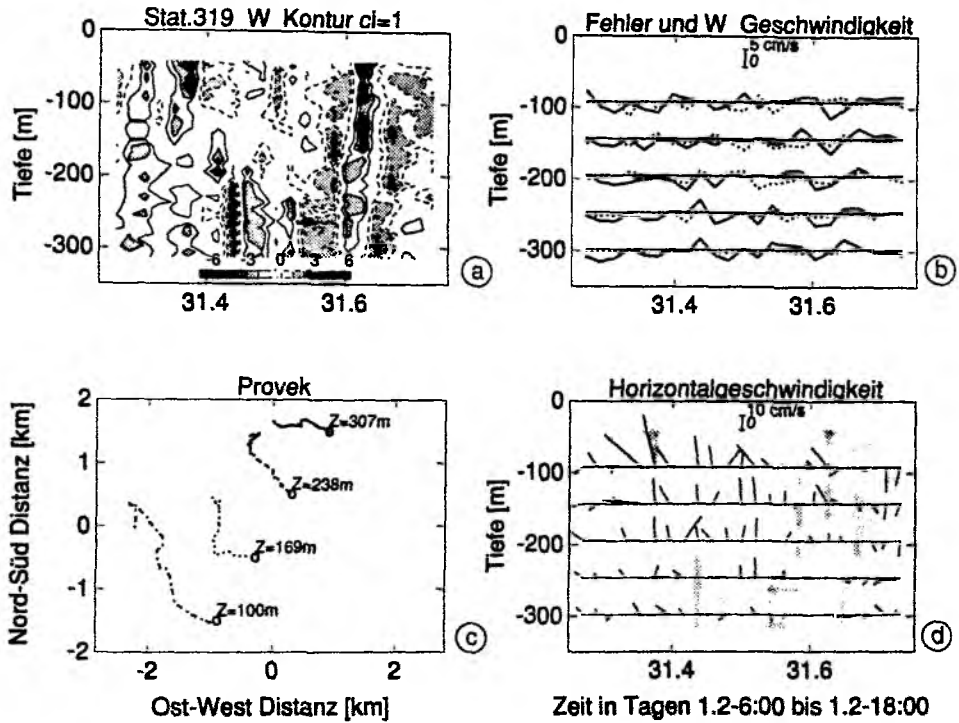 Stat.319 W Kontur ci=1
0
-100
-200
-300
Tiefe [m]
6 3 0 3 6
31.4 31.6
a
Fehler und W Geschwindigkeit
5 cm/s
0
0
-100
-200
-300
Tiefe [m]
31.6 31.6
b
Provek
2
1
0
-1
-2
Nord-Süd Distanz [km]
Z=307m
Z=238m
Z=169m
Z=100m
-2 0 2
Ost-West Distanz [km]
c
Horizontalgeschwindigkeit
10 cm/s
0
0
-100
-200
-300
Tiefe [m]
31.4 31.6
d
Zeit in Tagen 1.2-6:00 bis 1.2-18:00